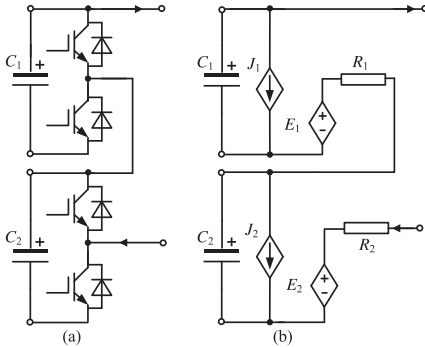 C1
+
C2
+
(a)
C1
+
J1
E1
+
-
R1
C2
+
J2
E2
+
-
R2
(b)